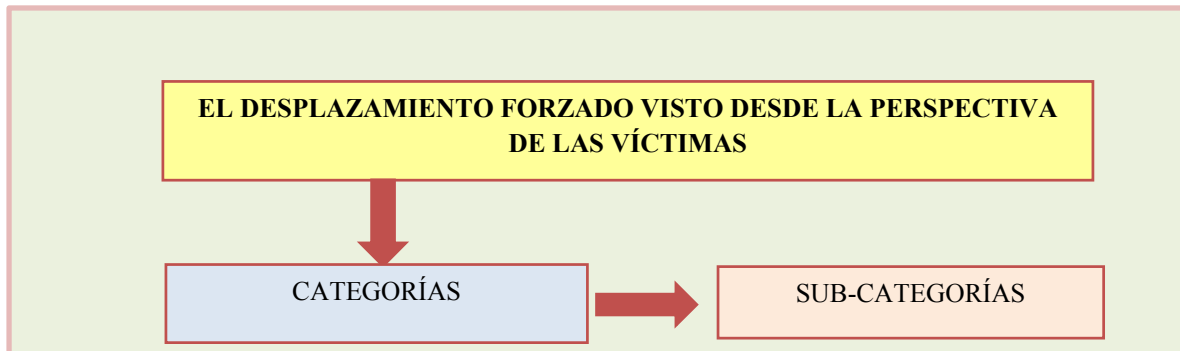 EL DESPLAZAMIENTO FORZADO VISTO DESDE LA PERSPECTIVA
DE LAS VÍCTIMAS
CATEGORÍAS
SUB-CATEGORÍAS